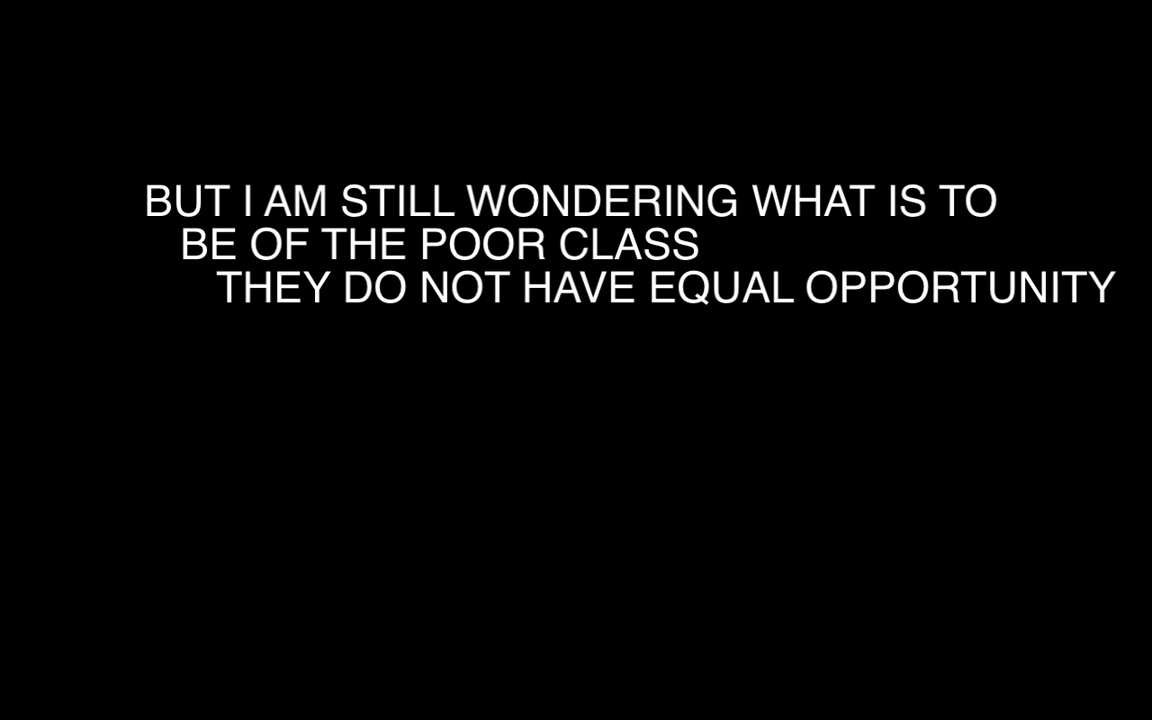 BUT I AM STILL WONDERING WHAT IS TO
BE OF THE POOR CLASS
THEY DO NOT HAVE EQUAL OPPORTUNITY